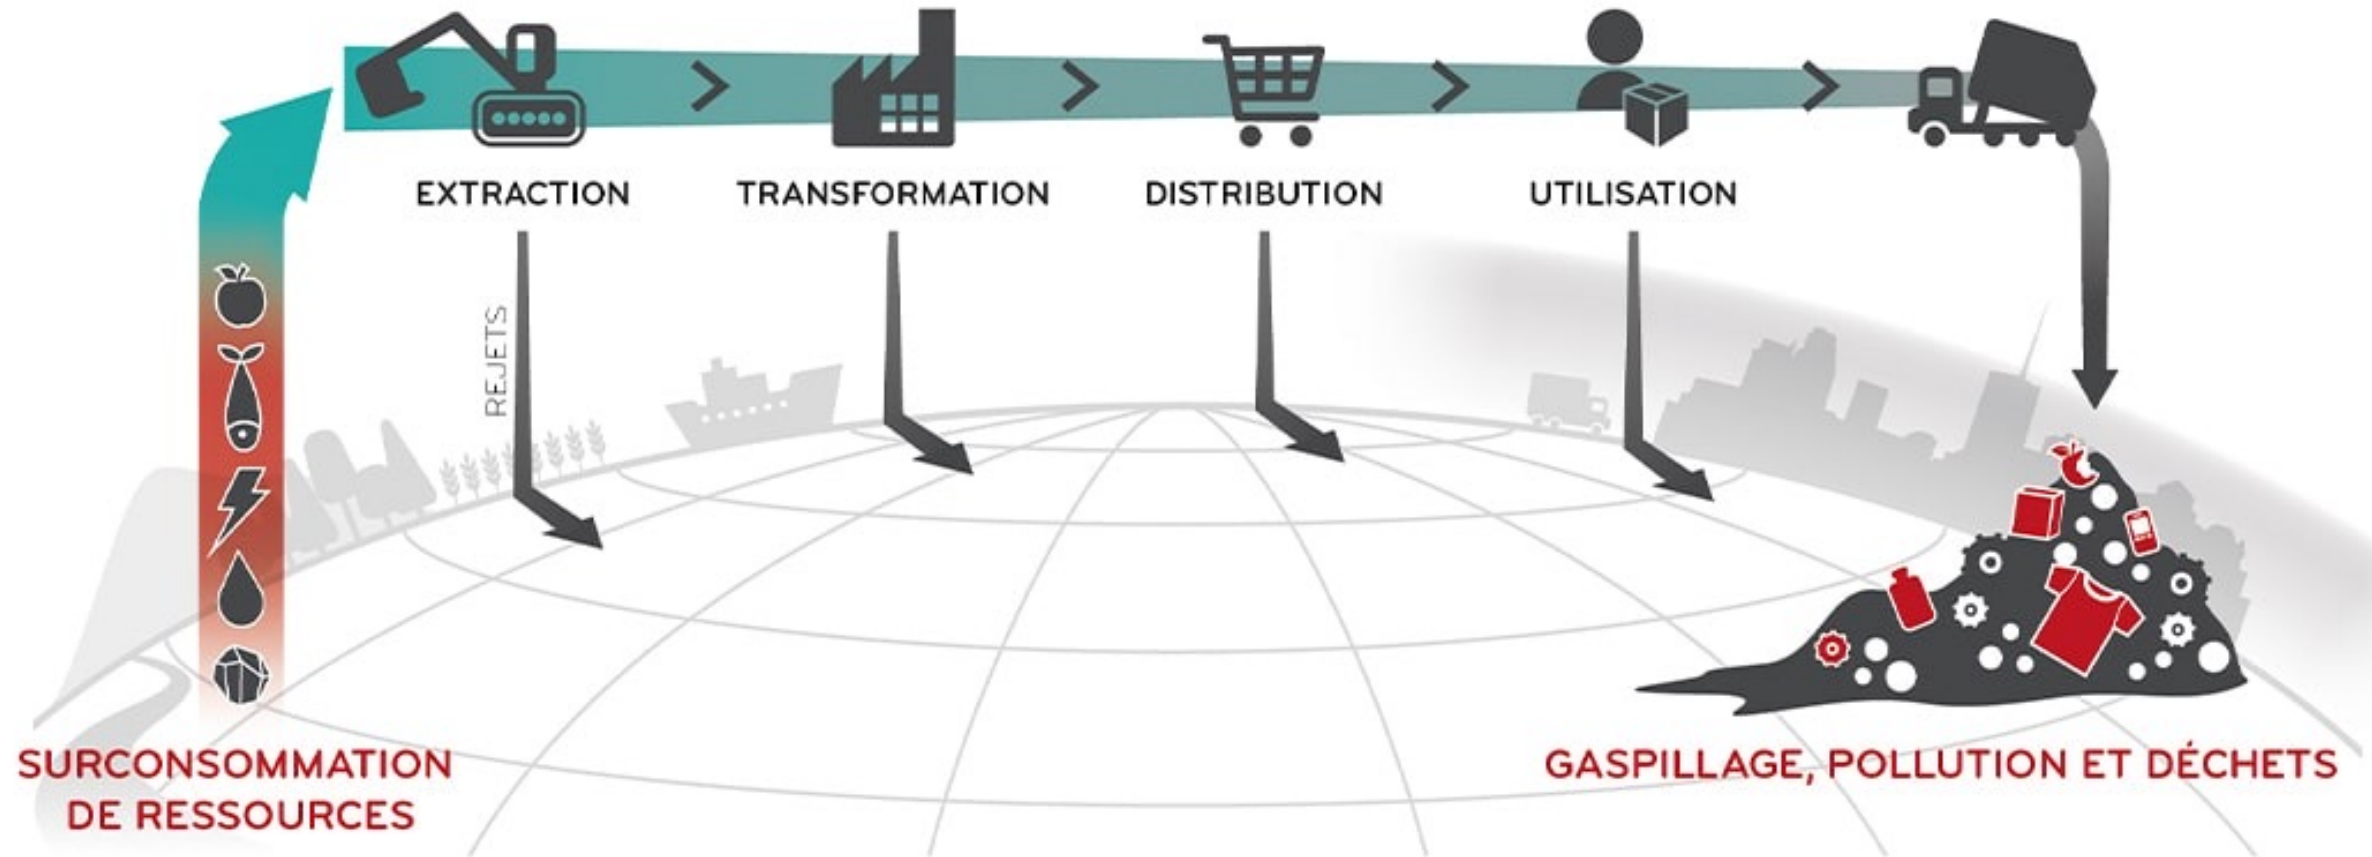 EXTRACTION
TRANSFORMATION
DISTRIBUTION
UTILISATION
REJETS
SURCONSOMMATION
DE RESSOURCES
GASPILLAGE, POLLUTION ET DÉCHETS